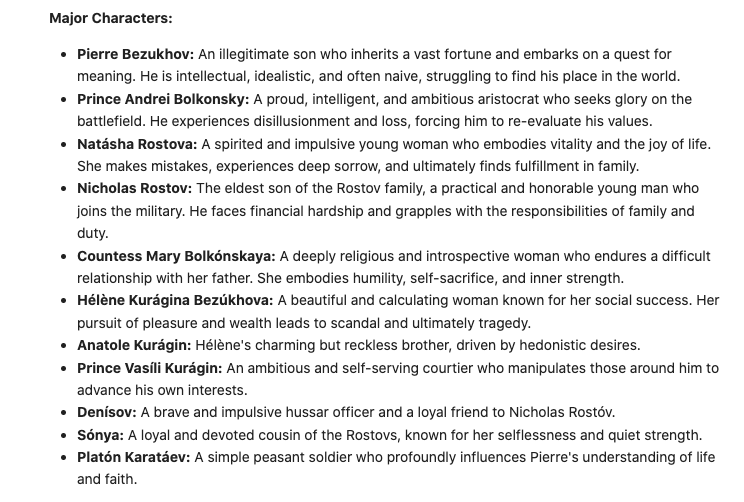 Major Characters:
• Pierre Bezukhov: An illegitimate son who inherits a vast fortune and embarks on a quest for
meaning. He is intellectual, idealistic, and often naive, struggling to find his place in the world.
• Prince Andrei Bolkonsky: A proud, intelligent, and ambitious aristocrat who seeks glory on the
battlefield. He experiences disillusionment and loss, forcing him to re-evaluate his values.
• Natásha Rostova: A spirited and impulsive young woman who embodies vitality and the joy of life.
She makes mistakes, experiences deep sorrow, and ultimately finds fulfillment in family.
• Nicholas Rostov: The eldest son of the Rostov family, a practical and honorable young man who
joins the military. He faces financial hardship and grapples with the responsibilities of family and
duty.
• Countess Mary Bolkónskaya: A deeply religious and introspective woman who endures a difficult
relationship with her father. She embodies humility, self-sacrifice, and inner strength.
• Hélène Kurágina Bezúkhova: A beautiful and calculating woman known for her social success. Her
pursuit of pleasure and wealth leads to scandal and ultimately tragedy.
• Anatole Kurágin: Hélène's charming but reckless brother, driven by hedonistic desires.
• Prince Vasíli Kurágin: An ambitious and self-serving courtier who manipulates those around him to
advance his own interests.
• Denísov: A brave and impulsive hussar officer and a loyal friend to Nicholas Rostóv.
• Sónya: A loyal and devoted cousin of the Rostovs, known for her selflessness and quiet strength.
• Platón Karatáev: A simple peasant soldier who profoundly influences Pierre's understanding of life
and faith.